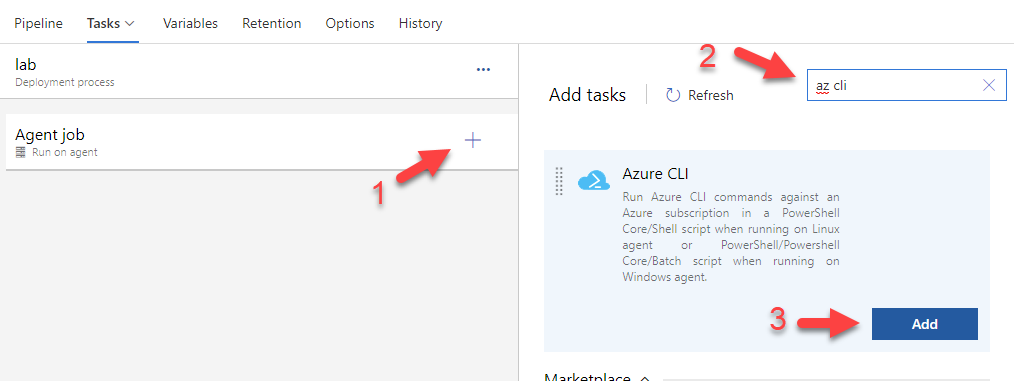 Pipeline Tasks Variables Retention Options History
lab
Deployment process
...
Agent job
Run on agent
1
2
Add tasks
Refresh
az cli
Azure CLI
Run Azure CLI commands against an
Azure subscription in a PowerShell
Core/Shell script when running on Linux
agent or PowerShell/Powershell
Core/Batch script when running on
Windows agent.
3
Add
Marketplace